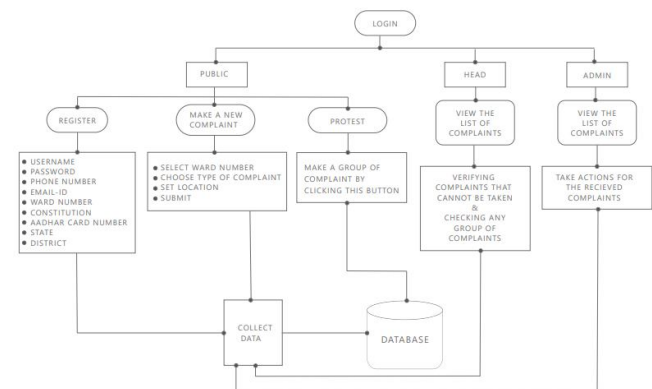 LOGIN
PUBLIC
HEAD
ADMIN
REGISTER
MAKE A NEW
COMPLAINT
PROTEST
VIEW THE
LIST OF
COMPLAINTS
VIEW THE
LIST OF
COMPLAINTS
USERNAME
PASSWORD
PHONE NUMBER
EMAIL-ID
WARD NUMBER
CONSTITUTION
AADHAR CARD NUMBER
STATE
DISTRICT
SELECT WARD NUMBER
CHOOSE TYPE OF COMPLAINT
SET LOCATION
SUBMIT
MAKE A GROUP OF
COMPLAINT BY
CLICKING THIS BUTTON
VERIFYING
COMPLAINTS THAT
CANNOT BE TAKEN
&
CHECKING ANY
GROUP OF
COMPLAINTS
TAKE ACTIONS FOR
THE RECIEVED
COMPLAINTS
COLLECT
DATA
DATABASE